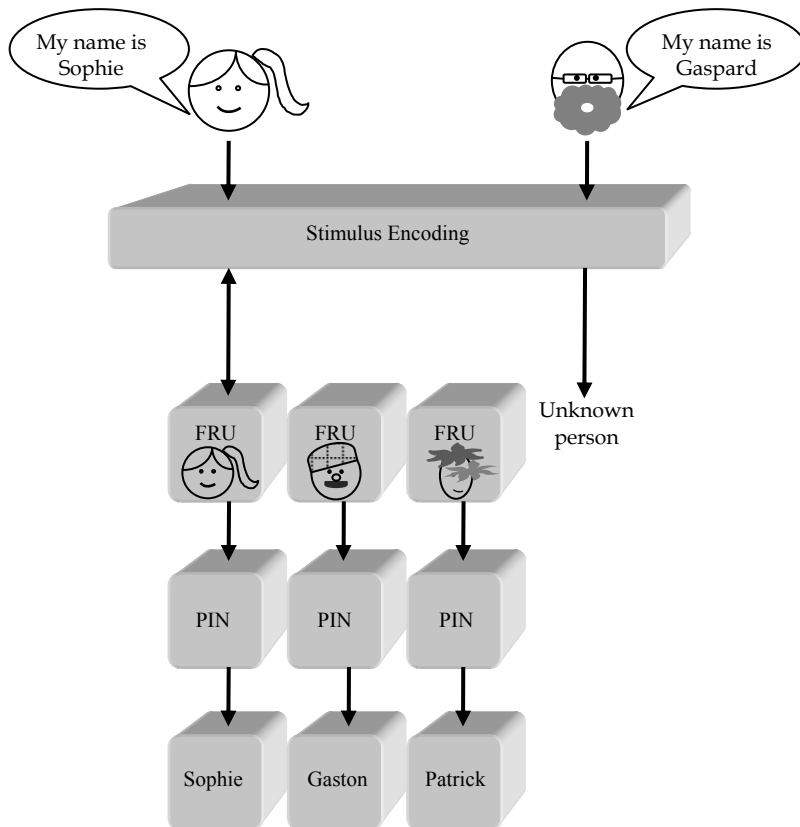 My name is
Sophie
My name is
Gaspard
Stimulus Encoding
Unknown
person
FRU FRU FRU
PIN PIN PIN
Sophie Gaston Patrick